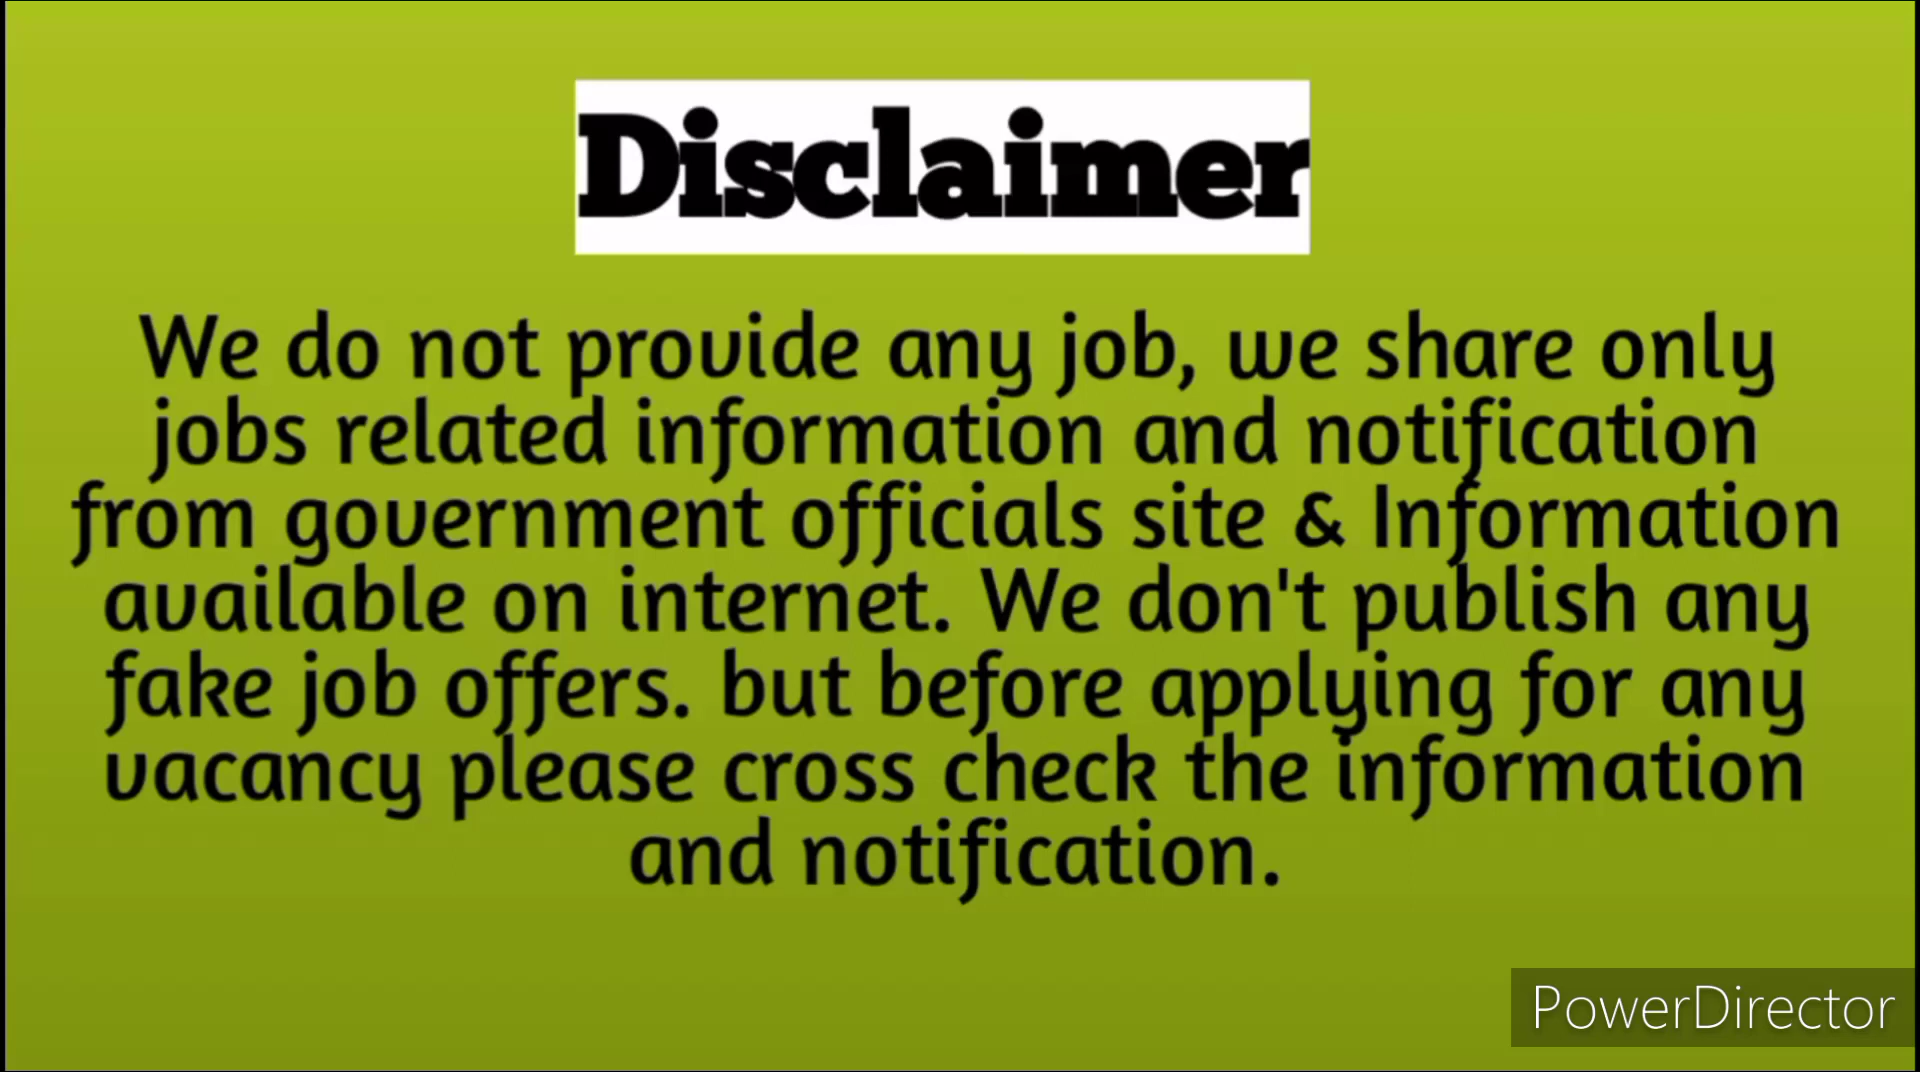 Disclaimer
We do not provide any job, we share only
jobs related information and notification
from government officials site & Information
available on internet. We don't publish any
fake job offers. but before applying for any
vacancy please cross check the information
and notification.
PowerDirector